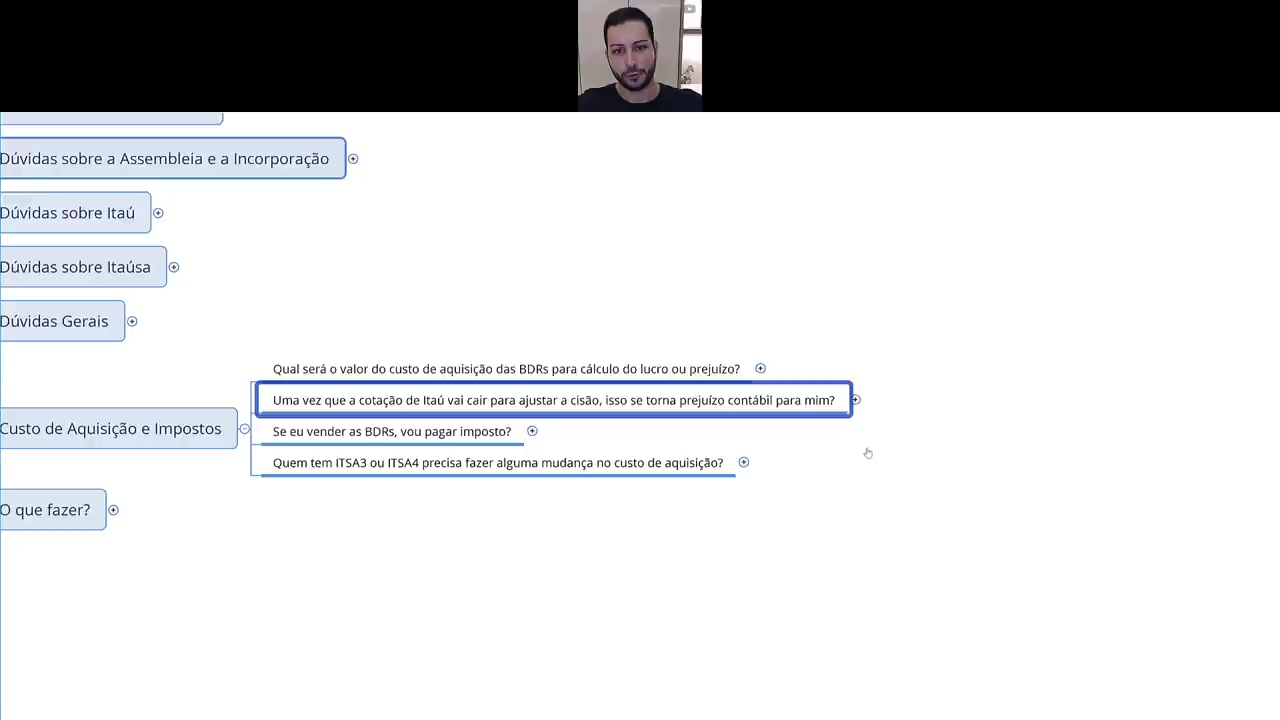 Dúvidas sobre a Assembleia e a Incorporação
Dúvidas sobre Itaú
Dúvidas sobre Itaúsa
Dúvidas Gerais
Qual será o valor do custo de aquisição das BDRs para cálculo do lucro ou prejuízo?
Uma vez que a cotação de Itaú vai cair para ajustar a cisão, isso se torna prejuízo contábil para mim?
Custo de Aquisição e Impostos
Se eu vender as BDRs, vou pagar imposto?
Quem tem ITSA3 ou ITSA4 precisa fazer alguma mudança no custo de aquisição?
O que fazer?